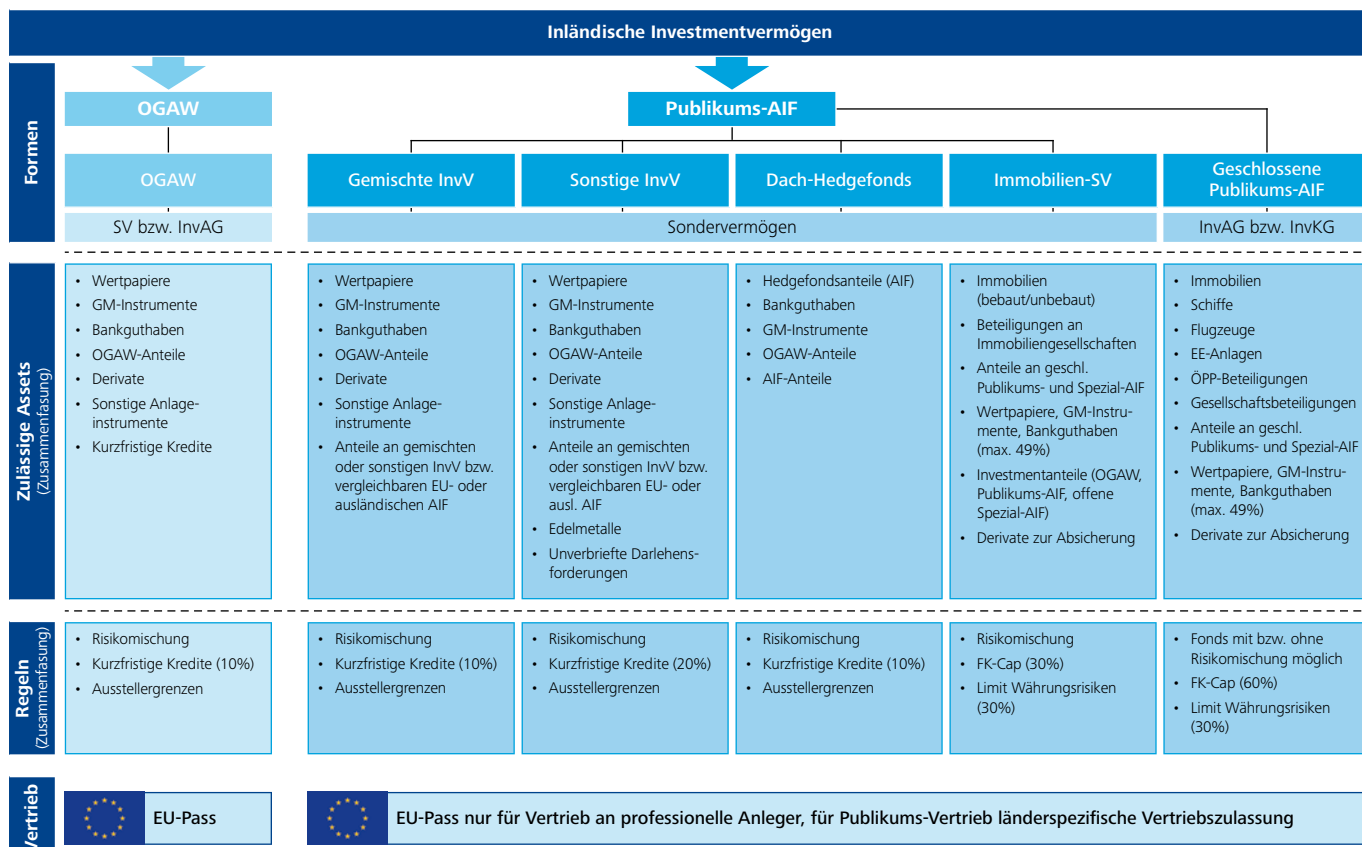 Inländische Investmentvermögen
Formen
OGAW
Publikums-AIF
OGAW
Gemischte InvV
Sonstige InvV
Dach-Hedgefonds
Immobilien-SV
Geschlossene
Publikums-AIF
SV bzw. InvAG
Sondervermögen
InvAG bzw. InvKG
Zulässige Assets
(Zusammenfasung)
• Wertpapiere
• GM-Instrumente
• Bankguthaben
• OGAW-Anteile
• Derivate
• Sonstige Anlage-
instrumente
• Kurzfristige Kredite
• Wertpapiere
• GM-Instrumente
• Bankguthaben
• OGAW-Anteile
• Derivate
• Sonstige Anlage-
instrumente
• Anteile an gemischten
oder sonstigen InvV bzw.
vergleichbaren EU- oder
ausländischen AIF
• Wertpapiere
• GM-Instrumente
• Bankguthaben
• OGAW-Anteile
• Derivate
• Sonstige Anlage-
instrumente
• Anteile an gemischten
oder sonstigen InvV bzw.
vergleichbaren EU- oder
ausl. AIF
• Edelmetalle
• Unverbriefte Darlehens-
forderungen
• Hedgefondsanteile (AIF)
• Bankguthaben
• GM-Instrumente
• OGAW-Anteile
• AIF-Anteile
• Immobilien
(bebaut/unbebaut)
• Beteiligungen an
Immobiliengesellschaften
• Anteile an geschl.
Publikums- und Spezial-AIF
• Wertpapiere, GM-Instru-
mente, Bankguthaben
(max. 49%)
• Investmentanteile (OGAW,
Publikums-AIF, offene
Spezial-AIF)
• Derivate zur Absicherung
• Immobilien
• Schiffe
• Flugzeuge
• EE-Anlagen
• ÖPP-Beteiligungen
• Gesellschaftsbeteiligungen
• Anteile an geschl.
Publikums- und Spezial-AIF
• Wertpapiere, GM-Instru-
mente, Bankguthaben
(max. 49%)
• Derivate zur Absicherung
Regeln
(Zusammenfasung)
• Risikomischung
• Kurzfristige Kredite (10%)
• Ausstellergrenzen
• Risikomischung
• Kurzfristige Kredite (10%)
• Ausstellergrenzen
• Risikomischung
• Kurzfristige Kredite (20%)
• Ausstellergrenzen
• Risikomischung
• Kurzfristige Kredite (10%)
• Ausstellergrenzen
• Risikomischung
• FK-Cap (30%)
• Limit Währungsrisiken
(30%)
• Fonds mit bzw. ohne
Risikomischung möglich
• FK-Cap (60%)
• Limit Währungsrisiken
(30%)
Vertrieb
EU-Pass
EU-Pass nur für Vertrieb an professionelle Anleger, für Publikums-Vertrieb länderspezifische Vertriebszulassung